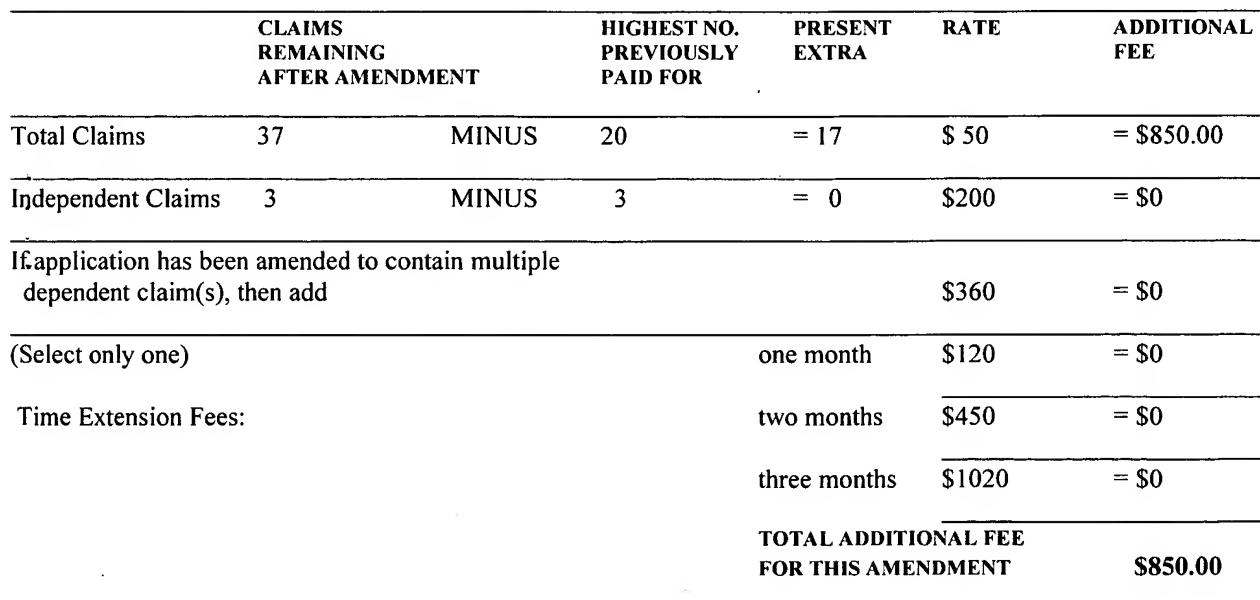 CLAIMS REMAINING AFTER AMENDMENT HIGHEST NO. PREVIOUSLY PAID FOR PRESENT EXTRA RATE ADDITIONAL FEE
Total Claims 37 MINUS 20 = 17 $ 50 = $850.00
Independent Claims 3 MINUS 3 = 0 $200 = $0
If application has been amended to contain multiple
dependent claim(s), then add $360 = $0
(Select only one) one month $120 = $0
Time Extension Fees: two months $450 = $0
three months $1020 = $0
TOTAL ADDITIONAL FEE
FOR THIS AMENDMENT $850.00